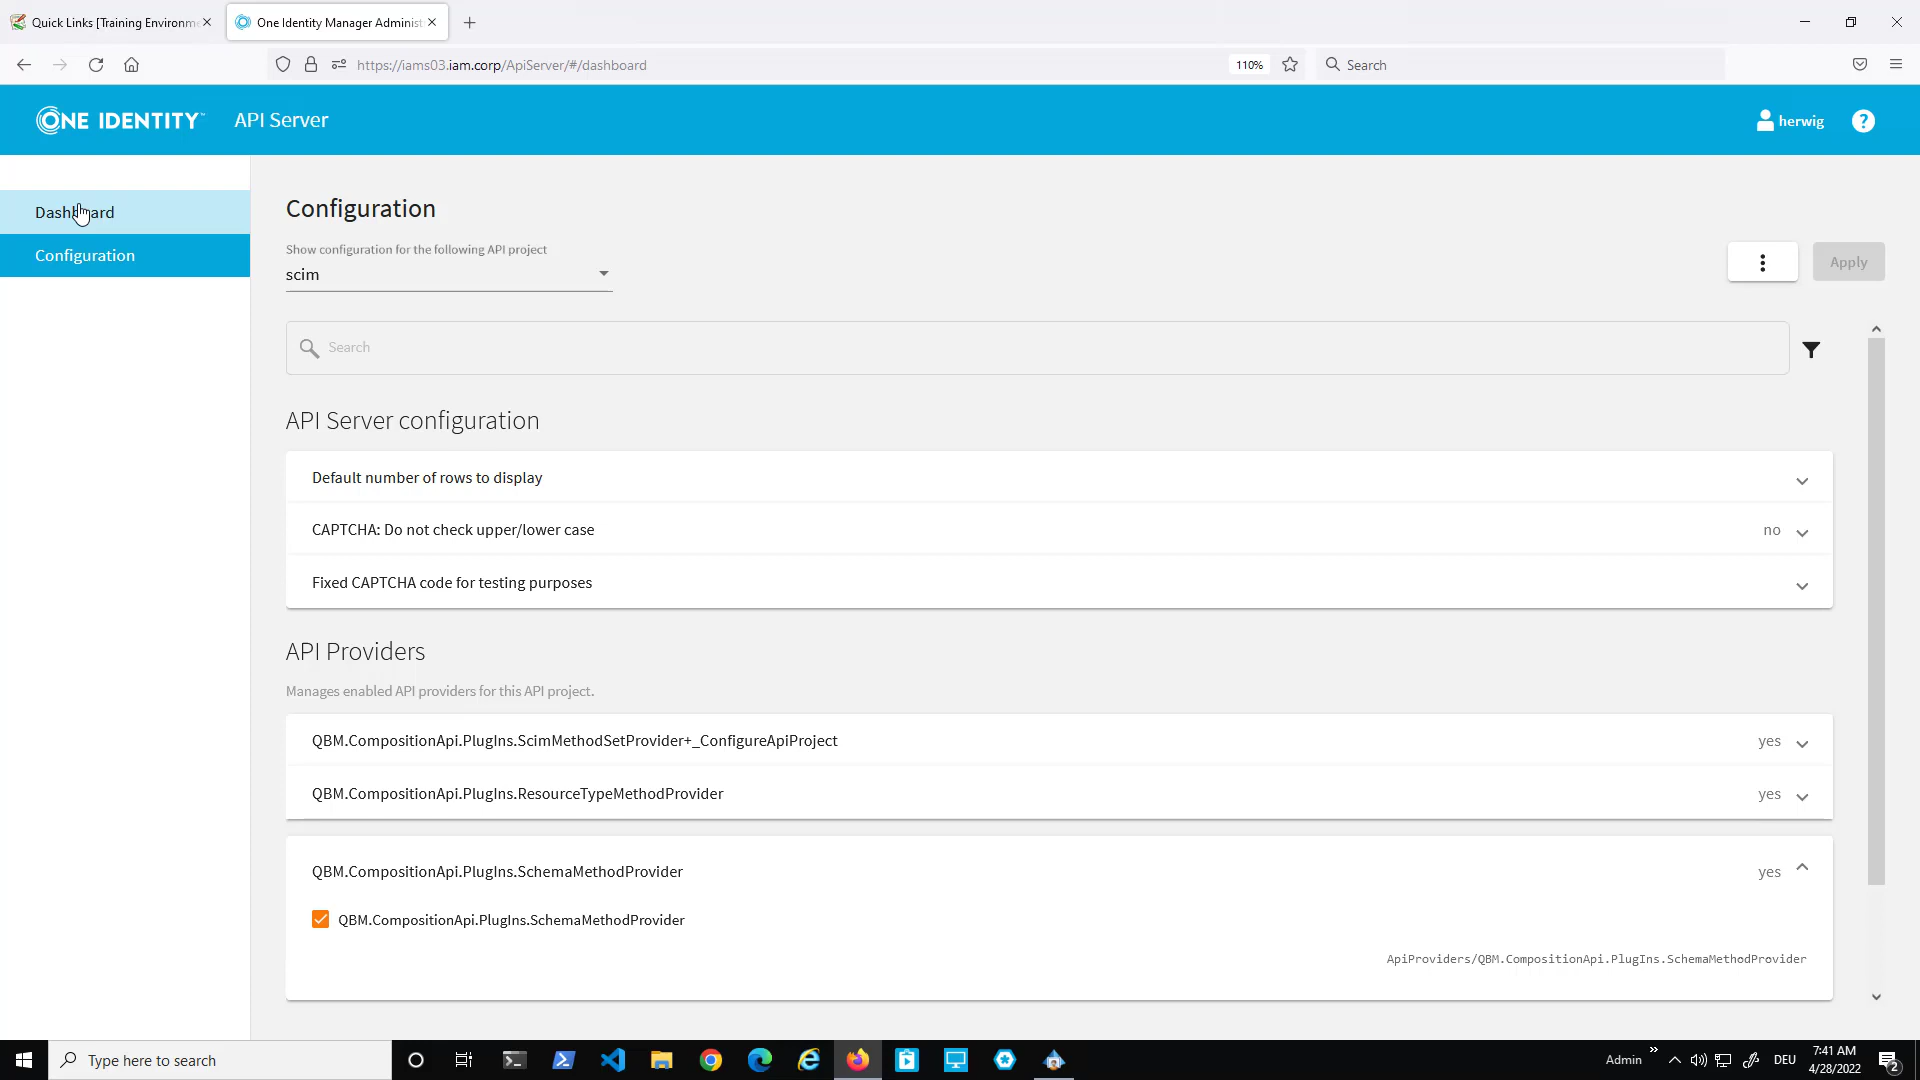 Quick Links [Training Environme
One Identity Manager Administ
https://iams03.iam.corp/ApiServer/#/dashboard
110%
Search
ONE IDENTITY™
API Server
herwig
?
Dashboard
Configuration
Configuration
Show configuration for the following API project
scim
Apply
Search
API Server configuration
Default number of rows to display
CAPTCHA: Do not check upper/lower case
no
Fixed CAPTCHA code for testing purposes
API Providers
Manages enabled API providers for this API project.
QBM.CompositionApi.PlugIns.ScimMethodSetProvider+_ConfigureApiProject
yes
QBM.CompositionApi.PlugIns.ResourceTypeMethodProvider
yes
QBM.CompositionApi.PlugIns.SchemaMethodProvider
yes
QBM.CompositionApi.PlugIns.SchemaMethodProvider
ApiProviders/QBM.CompositionApi.PlugIns.SchemaMethodProvider
Type here to search
Admin
DEU
7:41 AM
4/28/2022
2